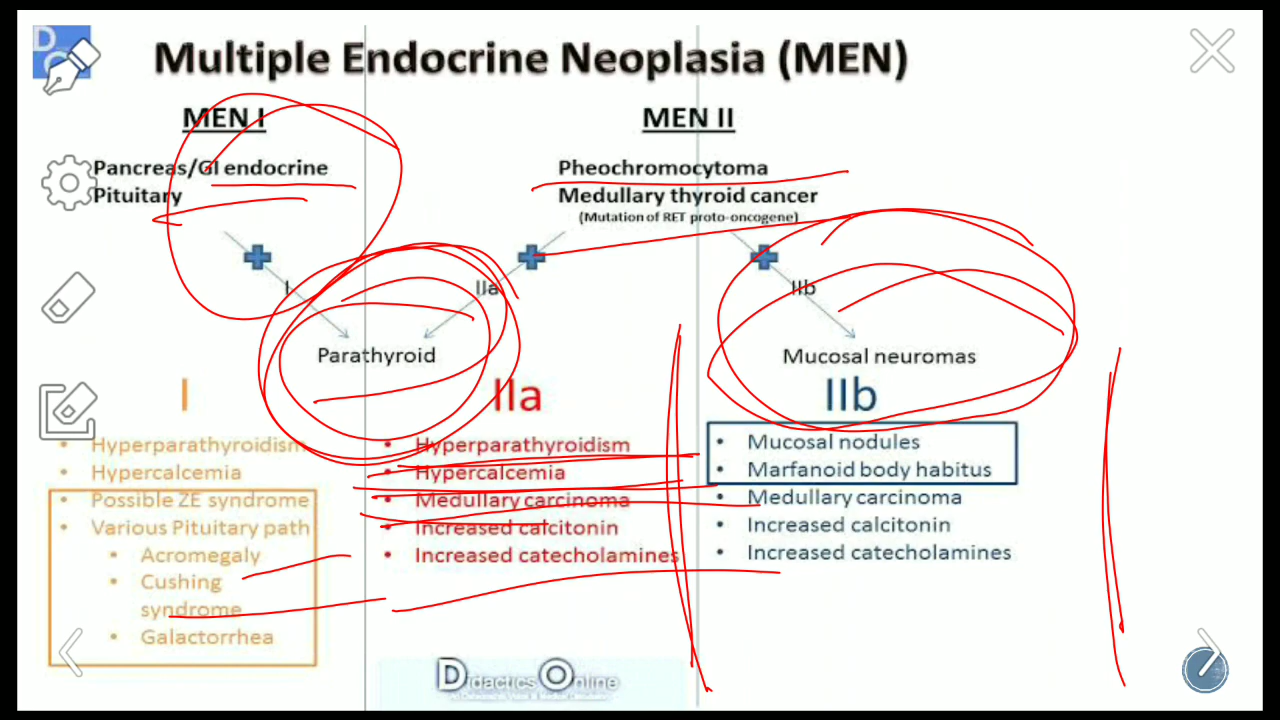 Multiple Endocrine Neoplasia (MEN)
MEN I
Pancreas/GI endocrine
Pituitary
MEN II
Pheochromocytoma
Medullary thyroid cancer
(Mutation of RET proto-oncogene)
I
IIa
IIb
Parathyroid
Mucosal neuromas
I
• Hyperparathyroidism
• Hypercalcemia
• Possible ZE syndrome
• Various Pituitary path
• Acromegaly
• Cushing
syndrome
• Galactorrhea
IIa
• Hyperparathyroidism
• Hypercalcemia
• Medullary carcinoma
• Increased calcitonin
• Increased catecholamines
IIb
• Mucosal nodules
• Marfanoid body habitus
• Medullary carcinoma
• Increased calcitonin
• Increased catecholamines
Didactics Online